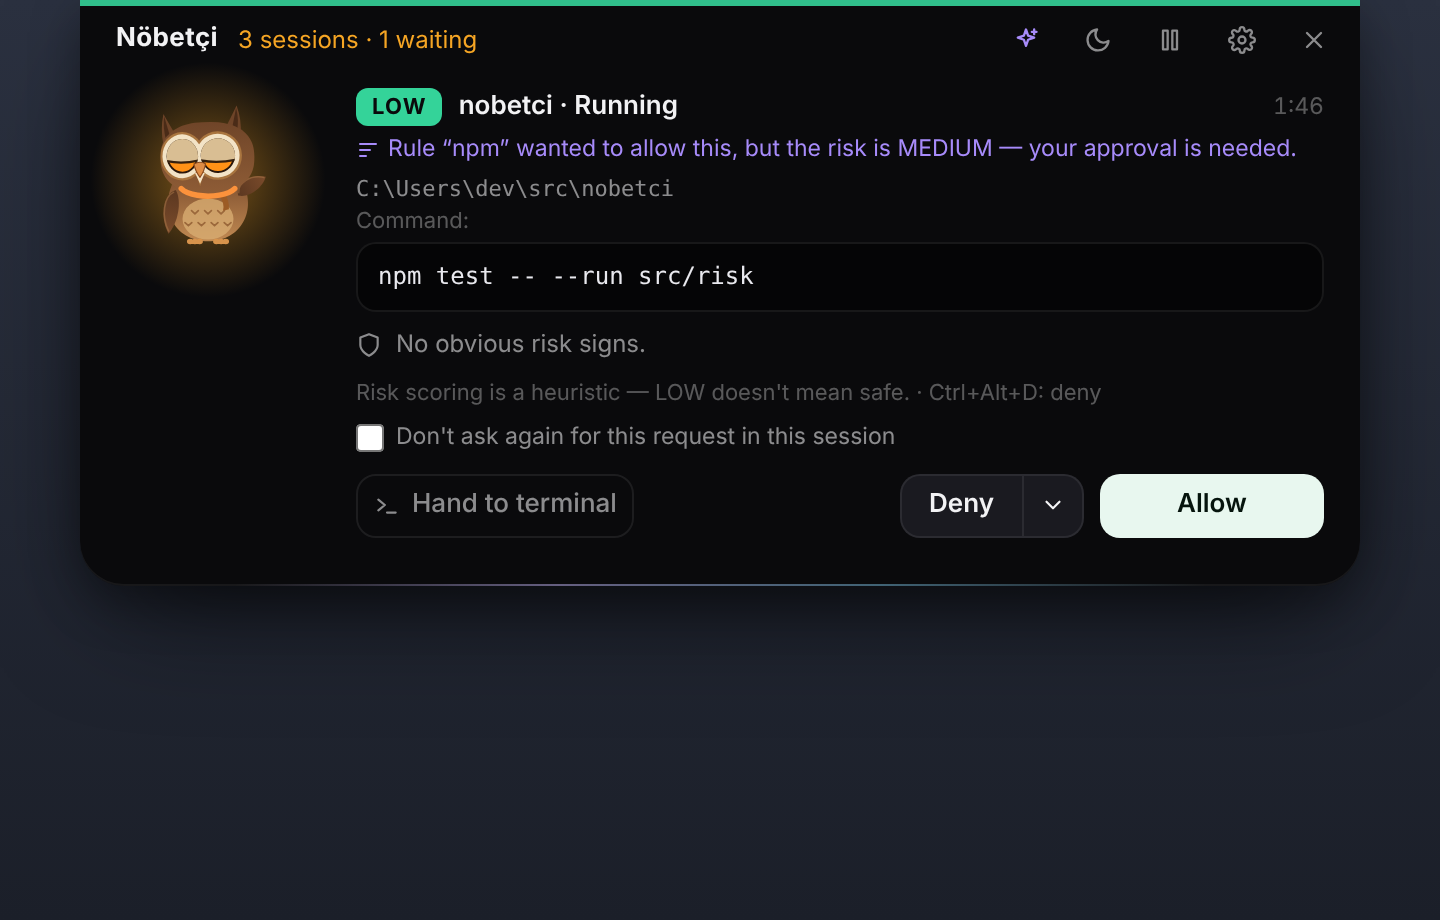 Nöbetçi 3 sessions · 1 waiting
LOW nobetci · Running 1:46
Rule “npm” wanted to allow this, but the risk is MEDIUM — your approval is needed.
C:\Users\dev\src\nobetci
Command:
npm test -- --run src/risk
No obvious risk signs.
Risk scoring is a heuristic — LOW doesn't mean safe. · Ctrl+Alt+D: deny
Don't ask again for this request in this session
Hand to terminal Deny Allow